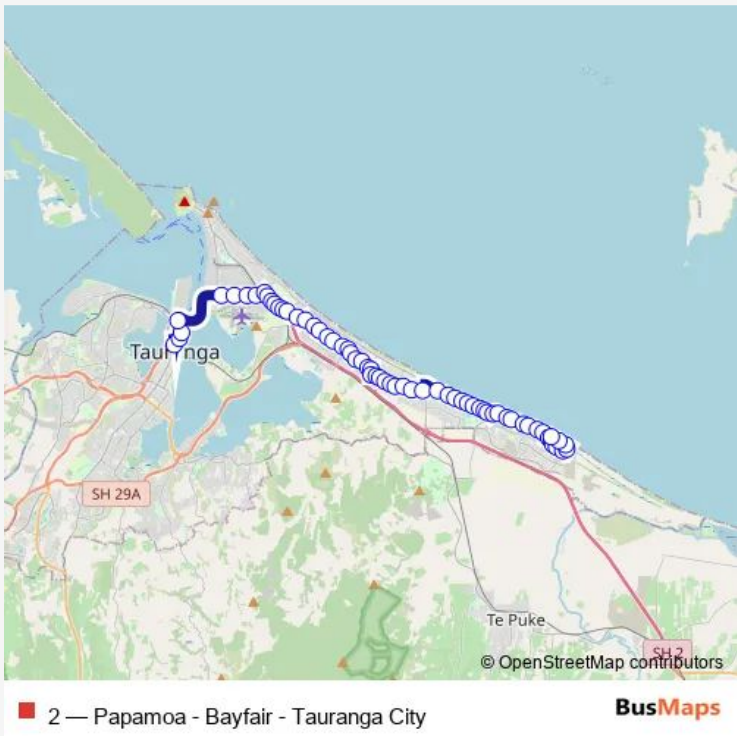 Tauranga
SH 29A
Te Puke
SH 2
© OpenStreetMap contributors
2 — Papamoa - Bayfair - Tauranga City
BusMaps